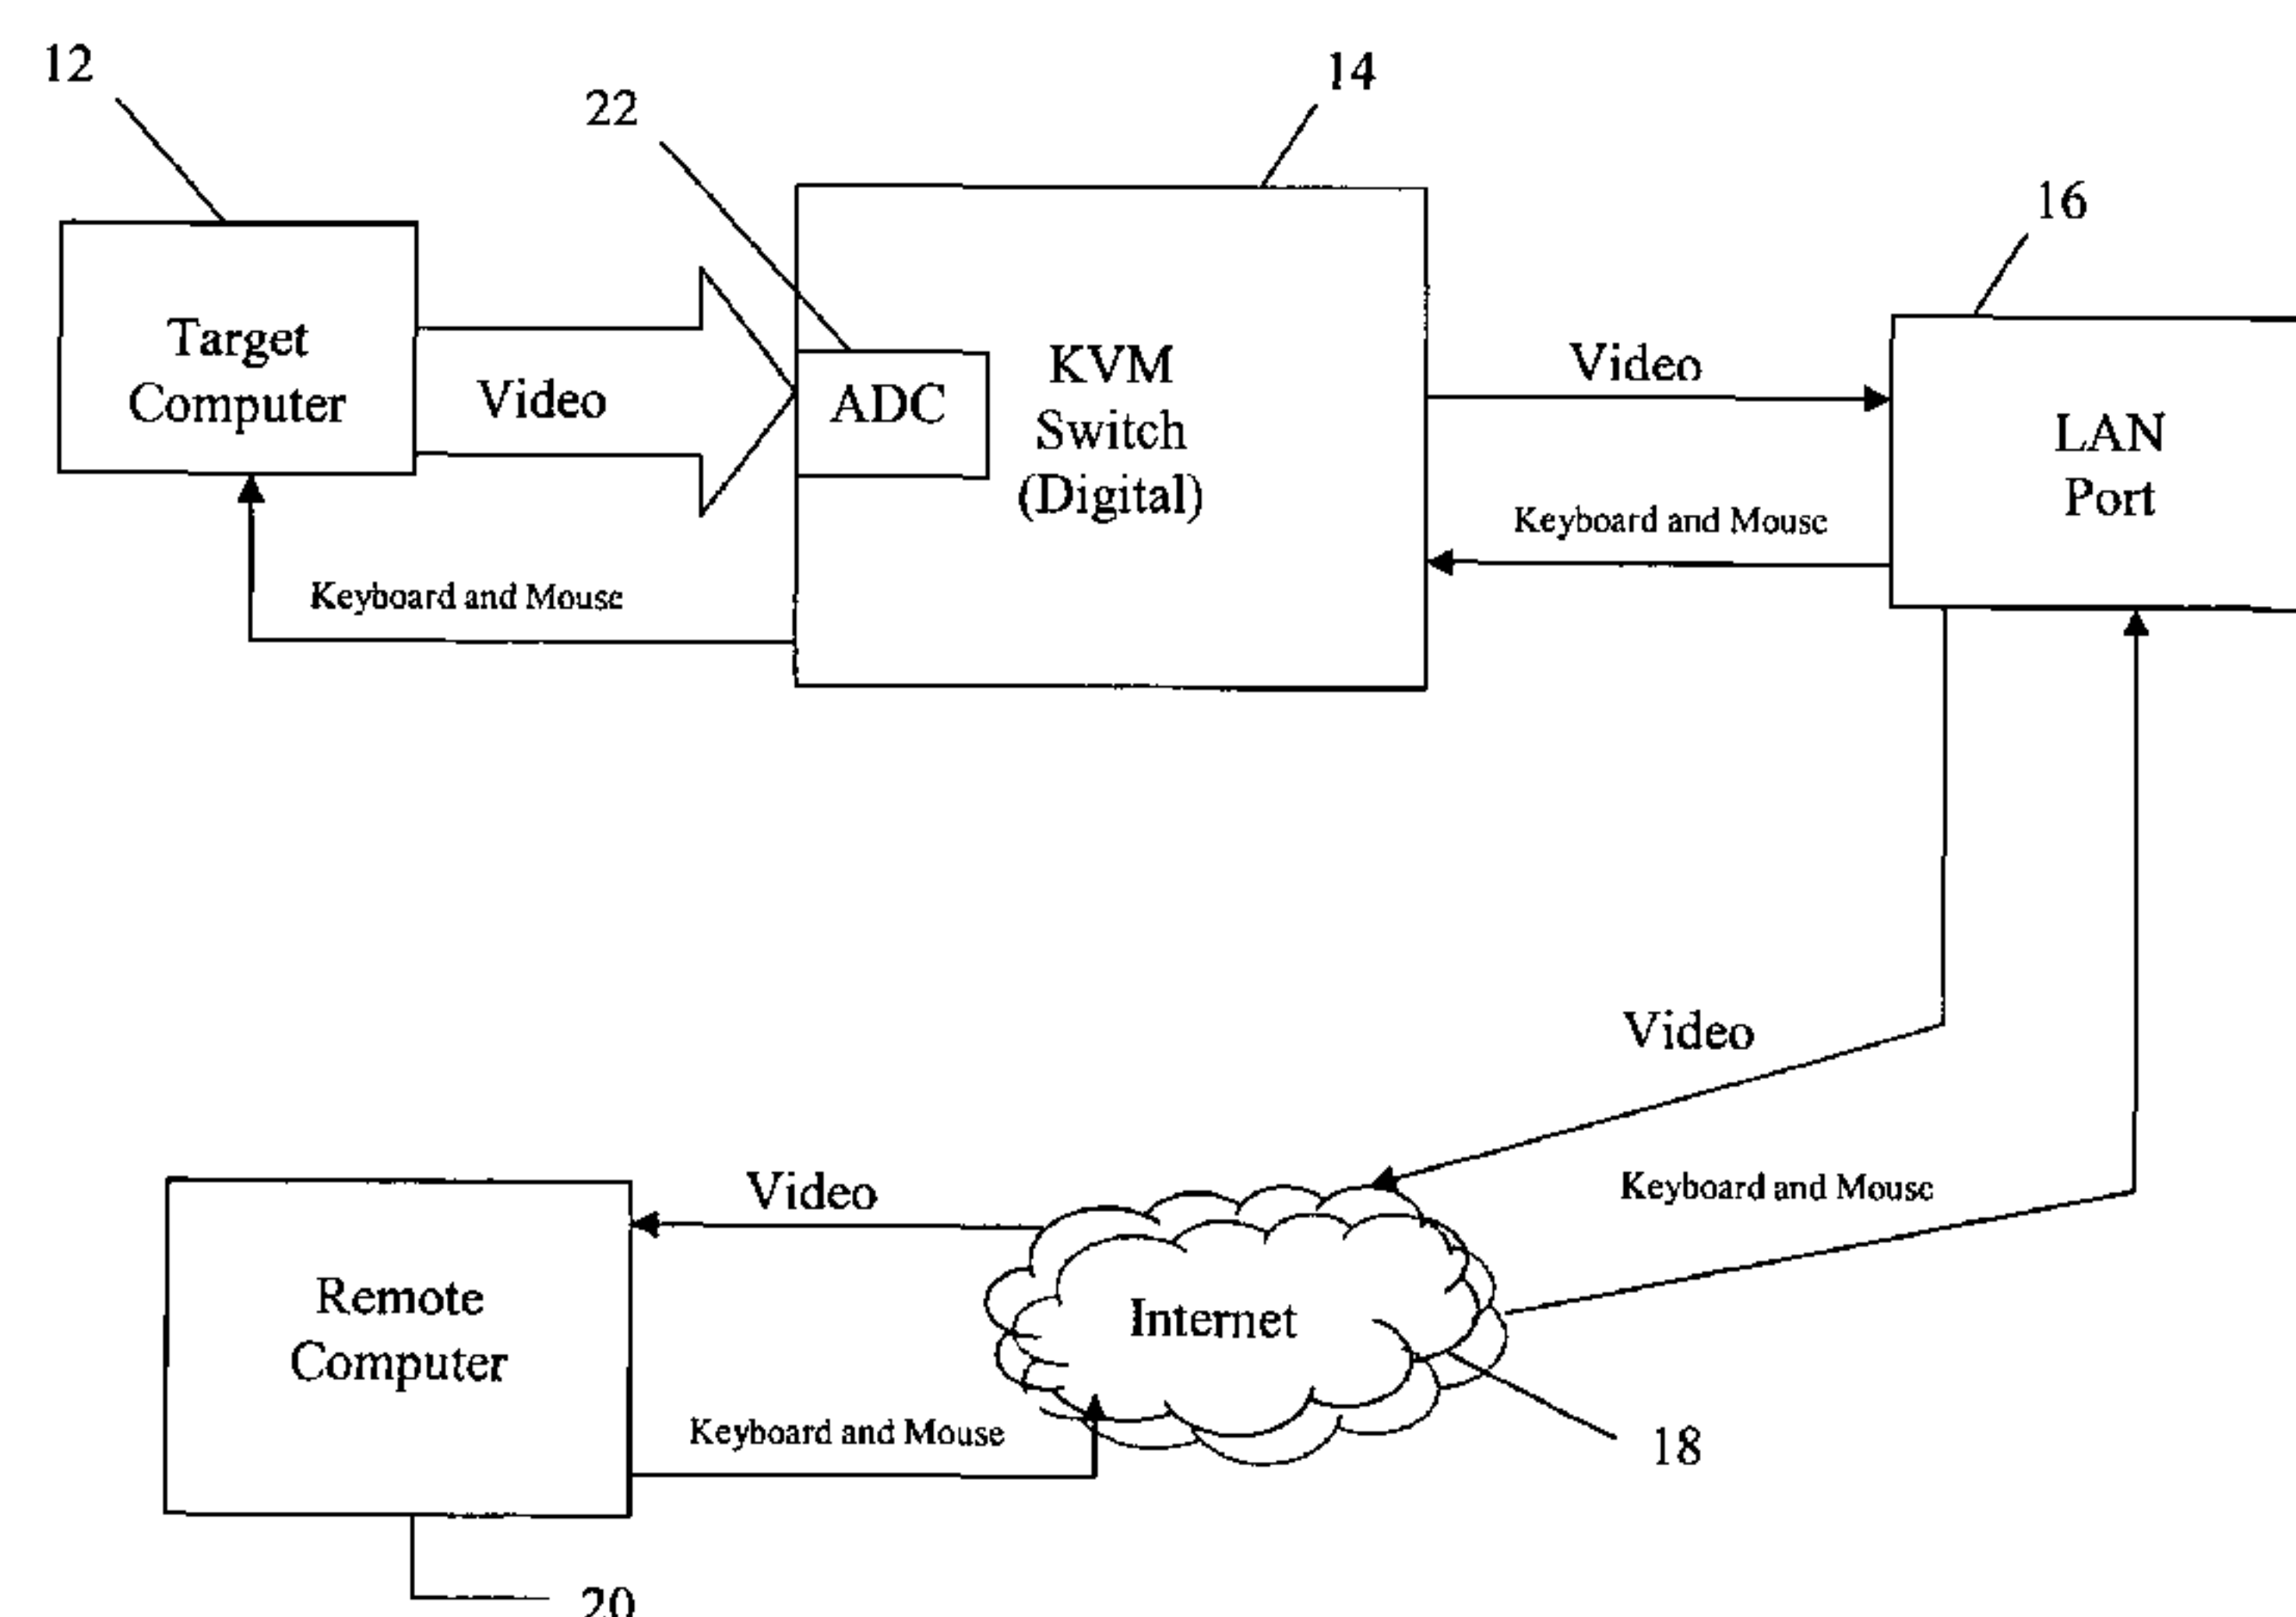 12
22
14
16
Target
Computer
Video
ADC
KVM
Switch
(Digital)
Video
LAN
Port
Keyboard and Mouse
Keyboard and Mouse
Video
Keyboard and Mouse
Video
Remote
Computer
Internet
Keyboard and Mouse
18
20